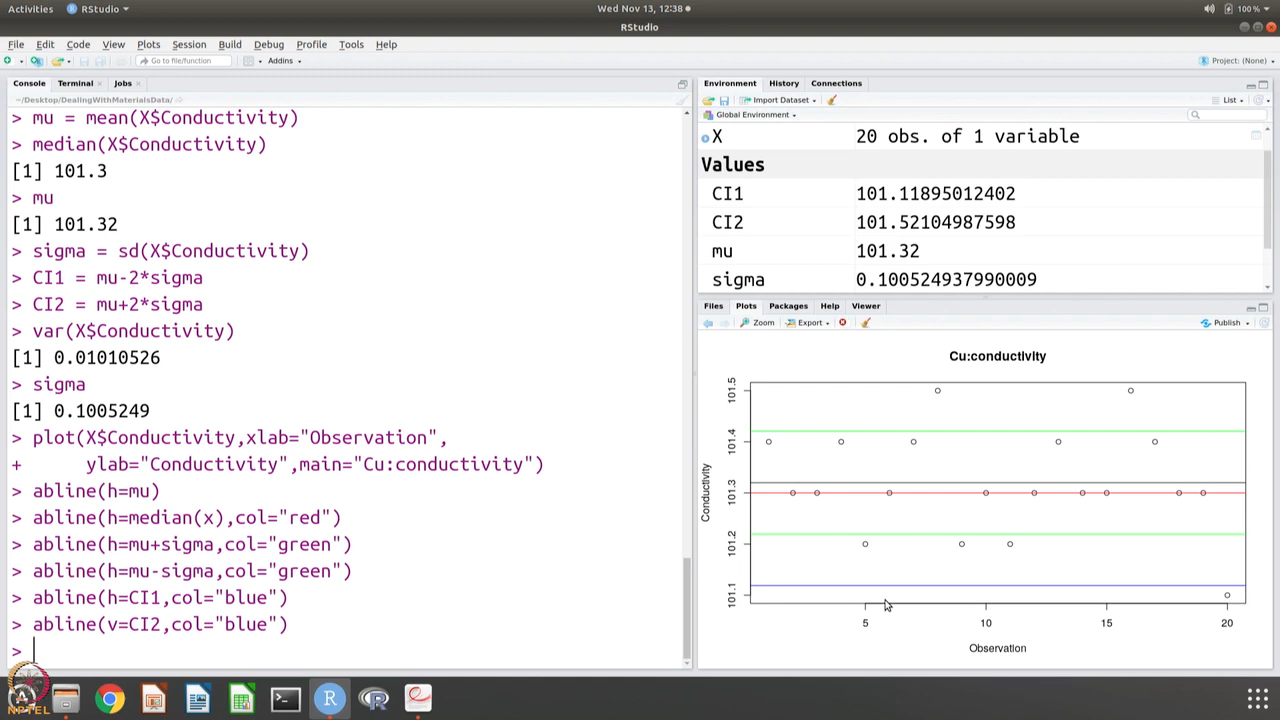 Activities RStudio Wed Nov 13, 12:38 100 %
RStudio
File Edit Code View Plots Session Build Debug Profile Tools Help
Go to file/function Addins Project: (None)
Console Terminal Jobs
~/Desktop/DealingWithMaterialsData/
> mu = mean(X$Conductivity)
> median(X$Conductivity)
[1] 101.3
> mu
[1] 101.32
> sigma = sd(X$Conductivity)
> CI1 = mu-2*sigma
> CI2 = mu+2*sigma
> var(X$Conductivity)
[1] 0.01010526
> sigma
[1] 0.1005249
> plot(X$Conductivity,xlab="Observation",
+ ylab="Conductivity",main="Cu:conductivity")
> abline(h=mu)
> abline(h=median(x),col="red")
> abline(h=mu+sigma,col="green")
> abline(h=mu-sigma,col="green")
> abline(h=CI1,col="blue")
> abline(v=CI2,col="blue")
>
Environment History Connections
Import Dataset List
Global Environment
X 20 obs. of 1 variable
Values
CI1 101.11895012402
CI2 101.52104987598
mu 101.32
sigma 0.100524937990009
Files Plots Packages Help Viewer
Zoom Export Publish
Cu:conductivity
101.5
101.4
101.3
101.2
101.1
Conductivity
5 10 15 20
Observation
NPTEL